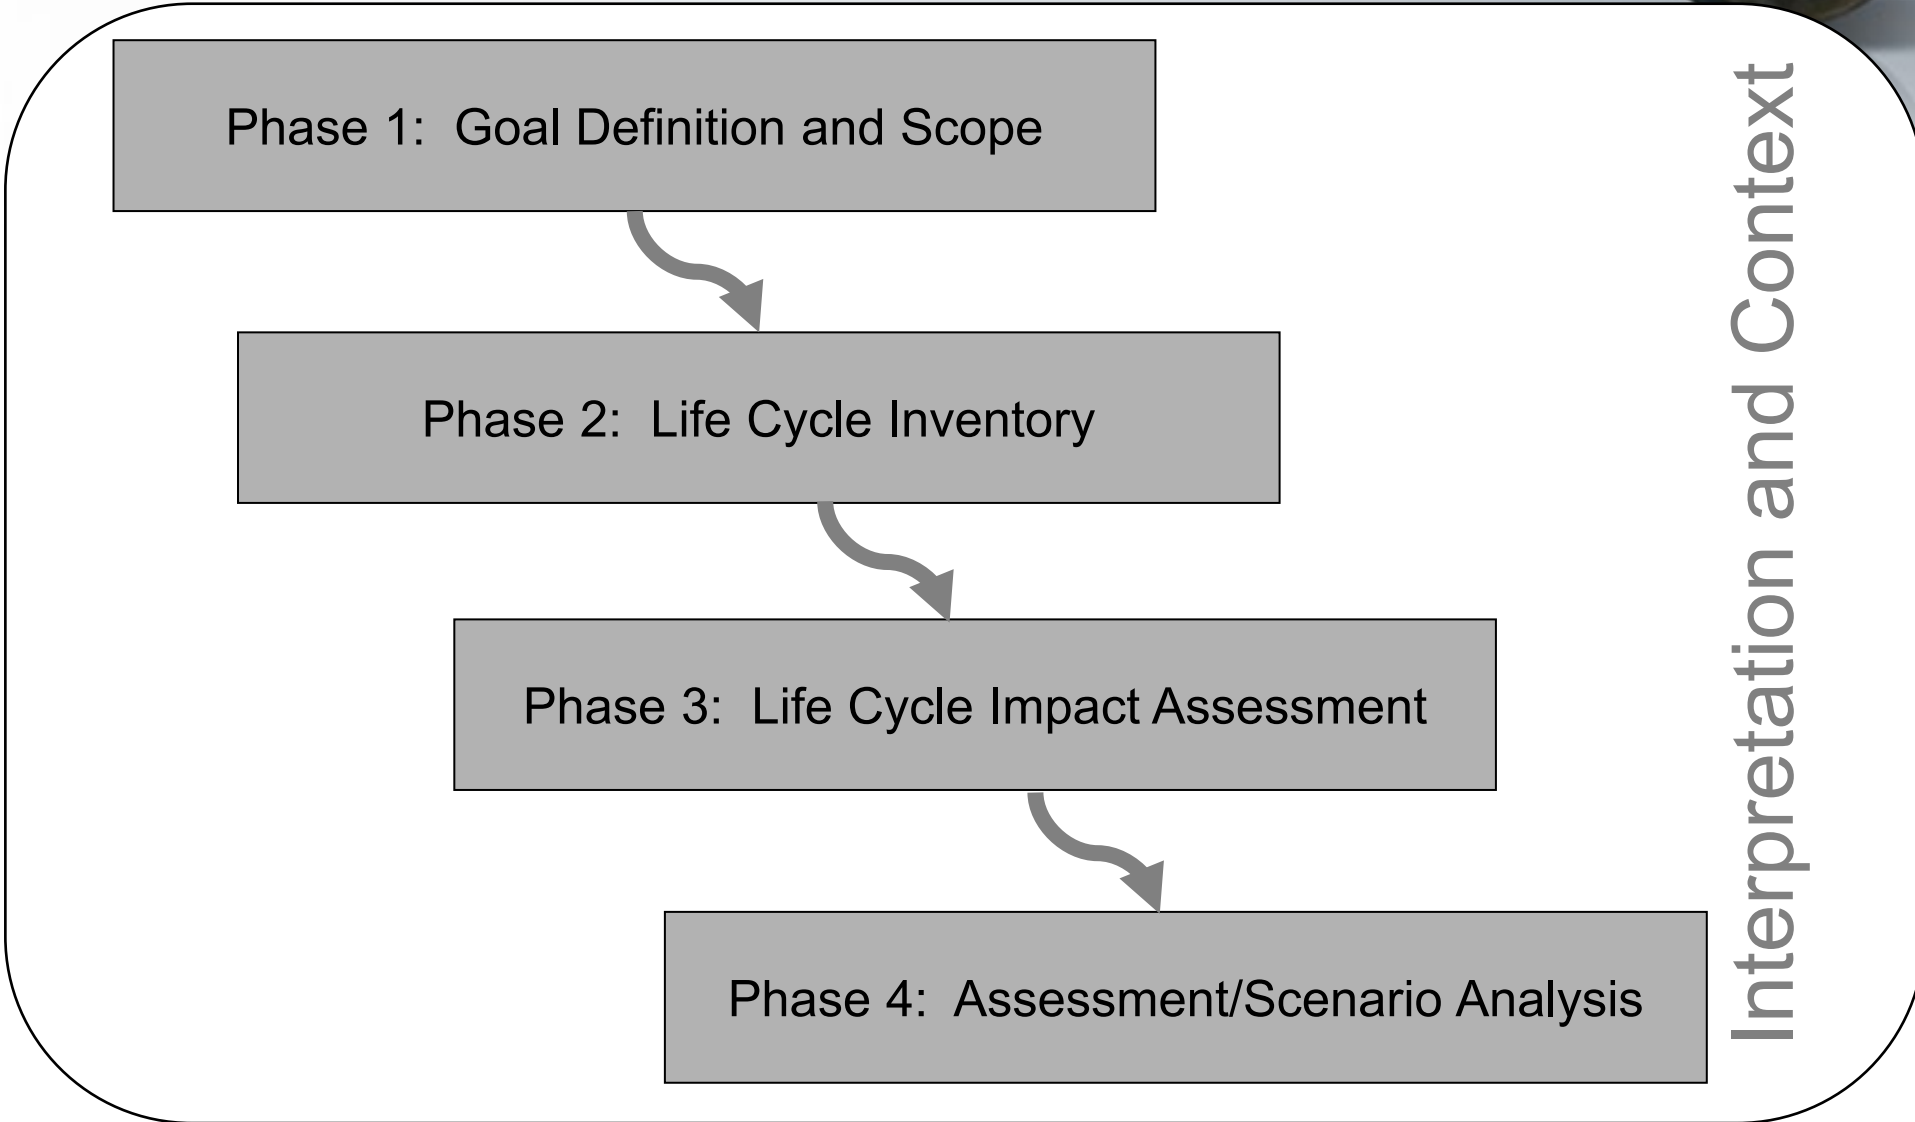 Phase 1: Goal Definition and Scope
Phase 2: Life Cycle Inventory
Phase 3: Life Cycle Impact Assessment
Phase 4: Assessment/Scenario Analysis
Interpretation and Context